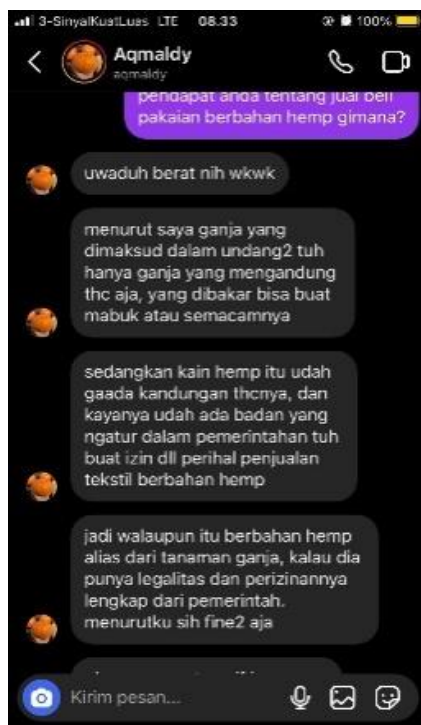 3-SinyalKuatLuas LTE 08.33 100%
Aqmaldy
aqmaldy
pendapat anda tentang jual beli
pakaian berbahan hemp gimana?
uwaduh berat nih wkwk
menurut saya ganja yang
dimaksud dalam undang2 tuh
hanya ganja yang mengandung
thc aja, yang dibakar bisa buat
mabuk atau semacamnya
sedangkan kain hemp itu udah
gaada kandungan thcnya, dan
kayanya udah ada badan yang
ngatur dalam pemerintahan tuh
buat izin dll perihal penjualan
tekstil berbahan hemp
jadi walaupun itu berbahan hemp
alias dari tanaman ganja, kalau dia
punya legalitas dan perizinannya
lengkap dari pemerintah.
menurutku sih fine2 aja
Kirim pesan...